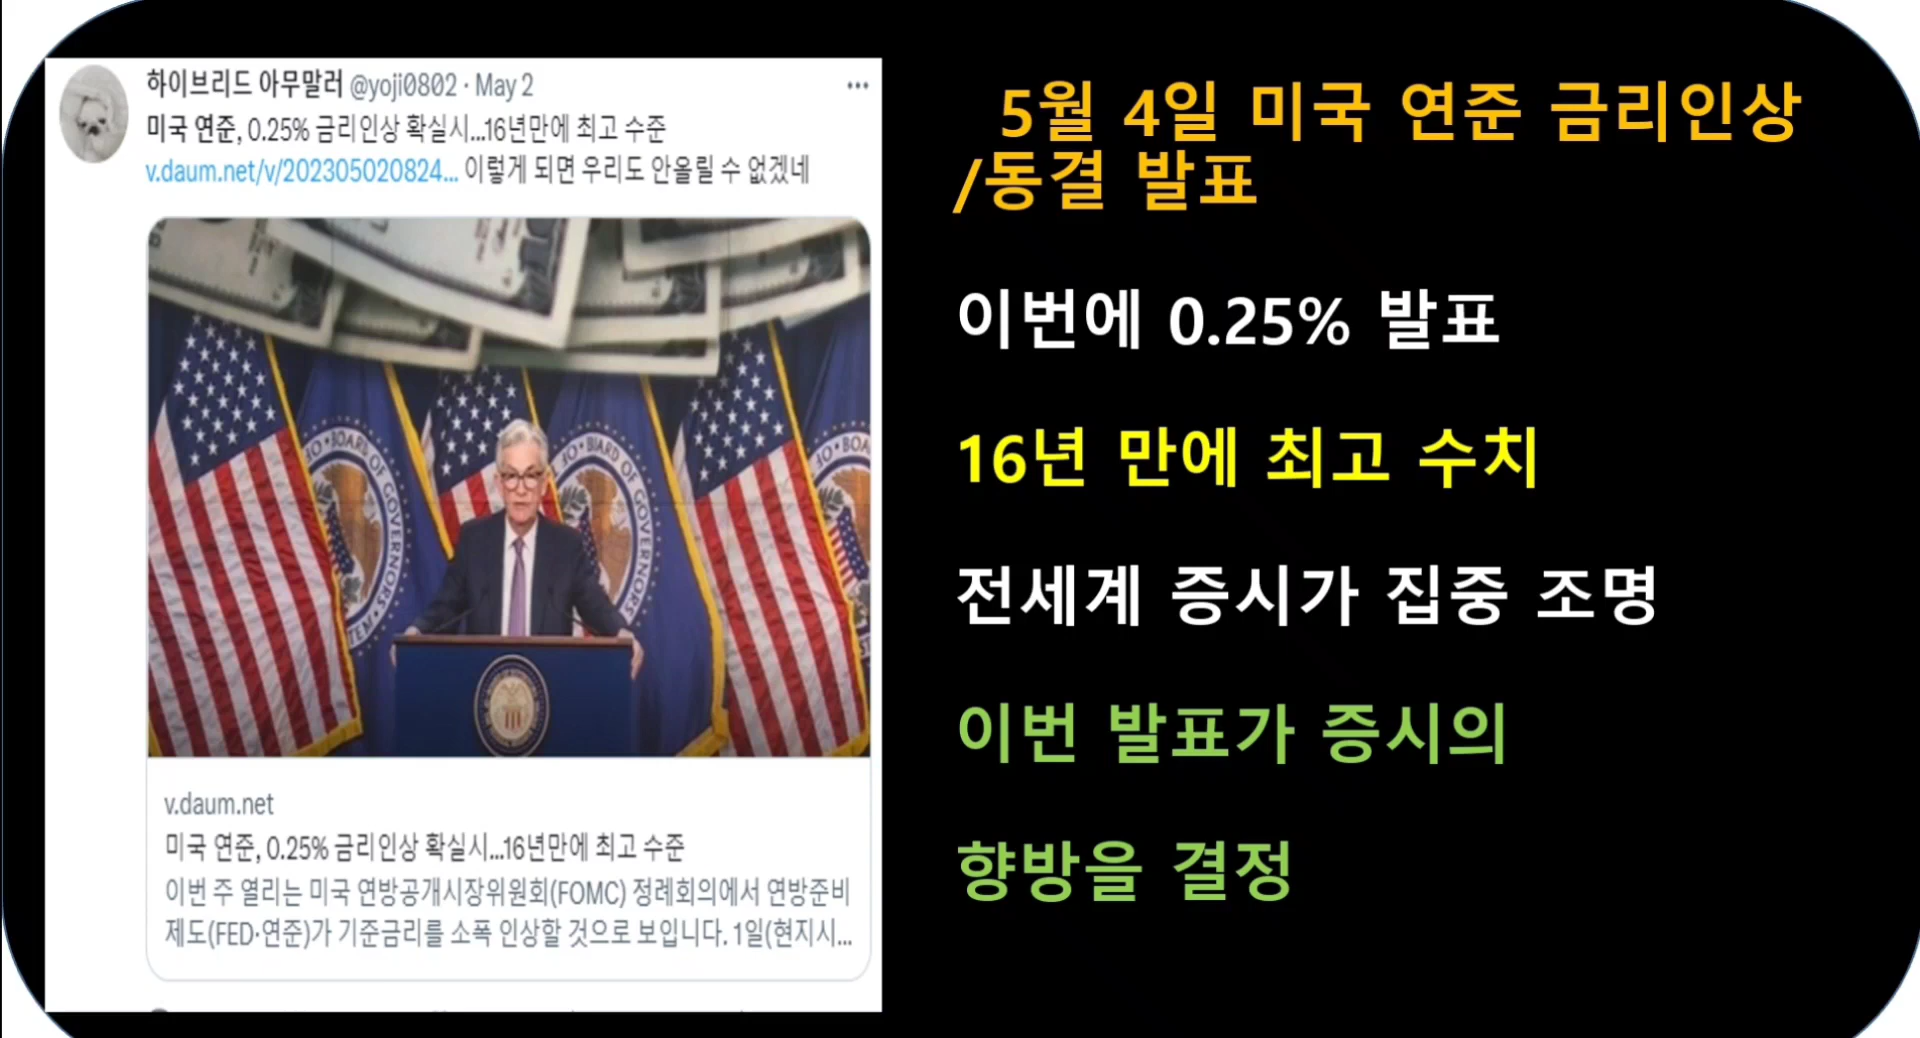 하이브리드 아무말러 @yoji0802 · May 2
미국 연준, 0.25% 금리인상 확실시...16년만에 최고 수준
v.daum.net/v/202305020824... 이렇게 되면 우리도 안올릴 수 없겠네
BOARD OF GOVERNORS
BOARD OF GOVERNORS
v.daum.net
미국 연준, 0.25% 금리인상 확실시...16년만에 최고 수준
이번 주 열리는 미국 연방공개시장위원회(FOMC) 정례회의에서 연방준비
제도(FED·연준)가 기준금리를 소폭 인상할 것으로 보입니다. 1일(현지시...
5월 4일 미국 연준 금리인상
/동결 발표
이번에 0.25% 발표
16년 만에 최고 수치
전세계 증시가 집중 조명
이번 발표가 증시의
향방을 결정